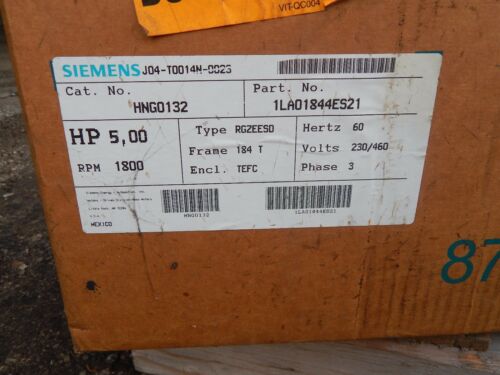 VIT-QC004
SIEMENS J04-T0014N-0026
Cat. No. Part. No.
HNG0132 1LA01844ES21
HP 5,00 Type RGZEESD Hertz 60
Frame 184 T Volts 230/460
RPM 1800 Encl. TEFC Phase 3
HNG0132 1LA01844ES21
MEXICO
87